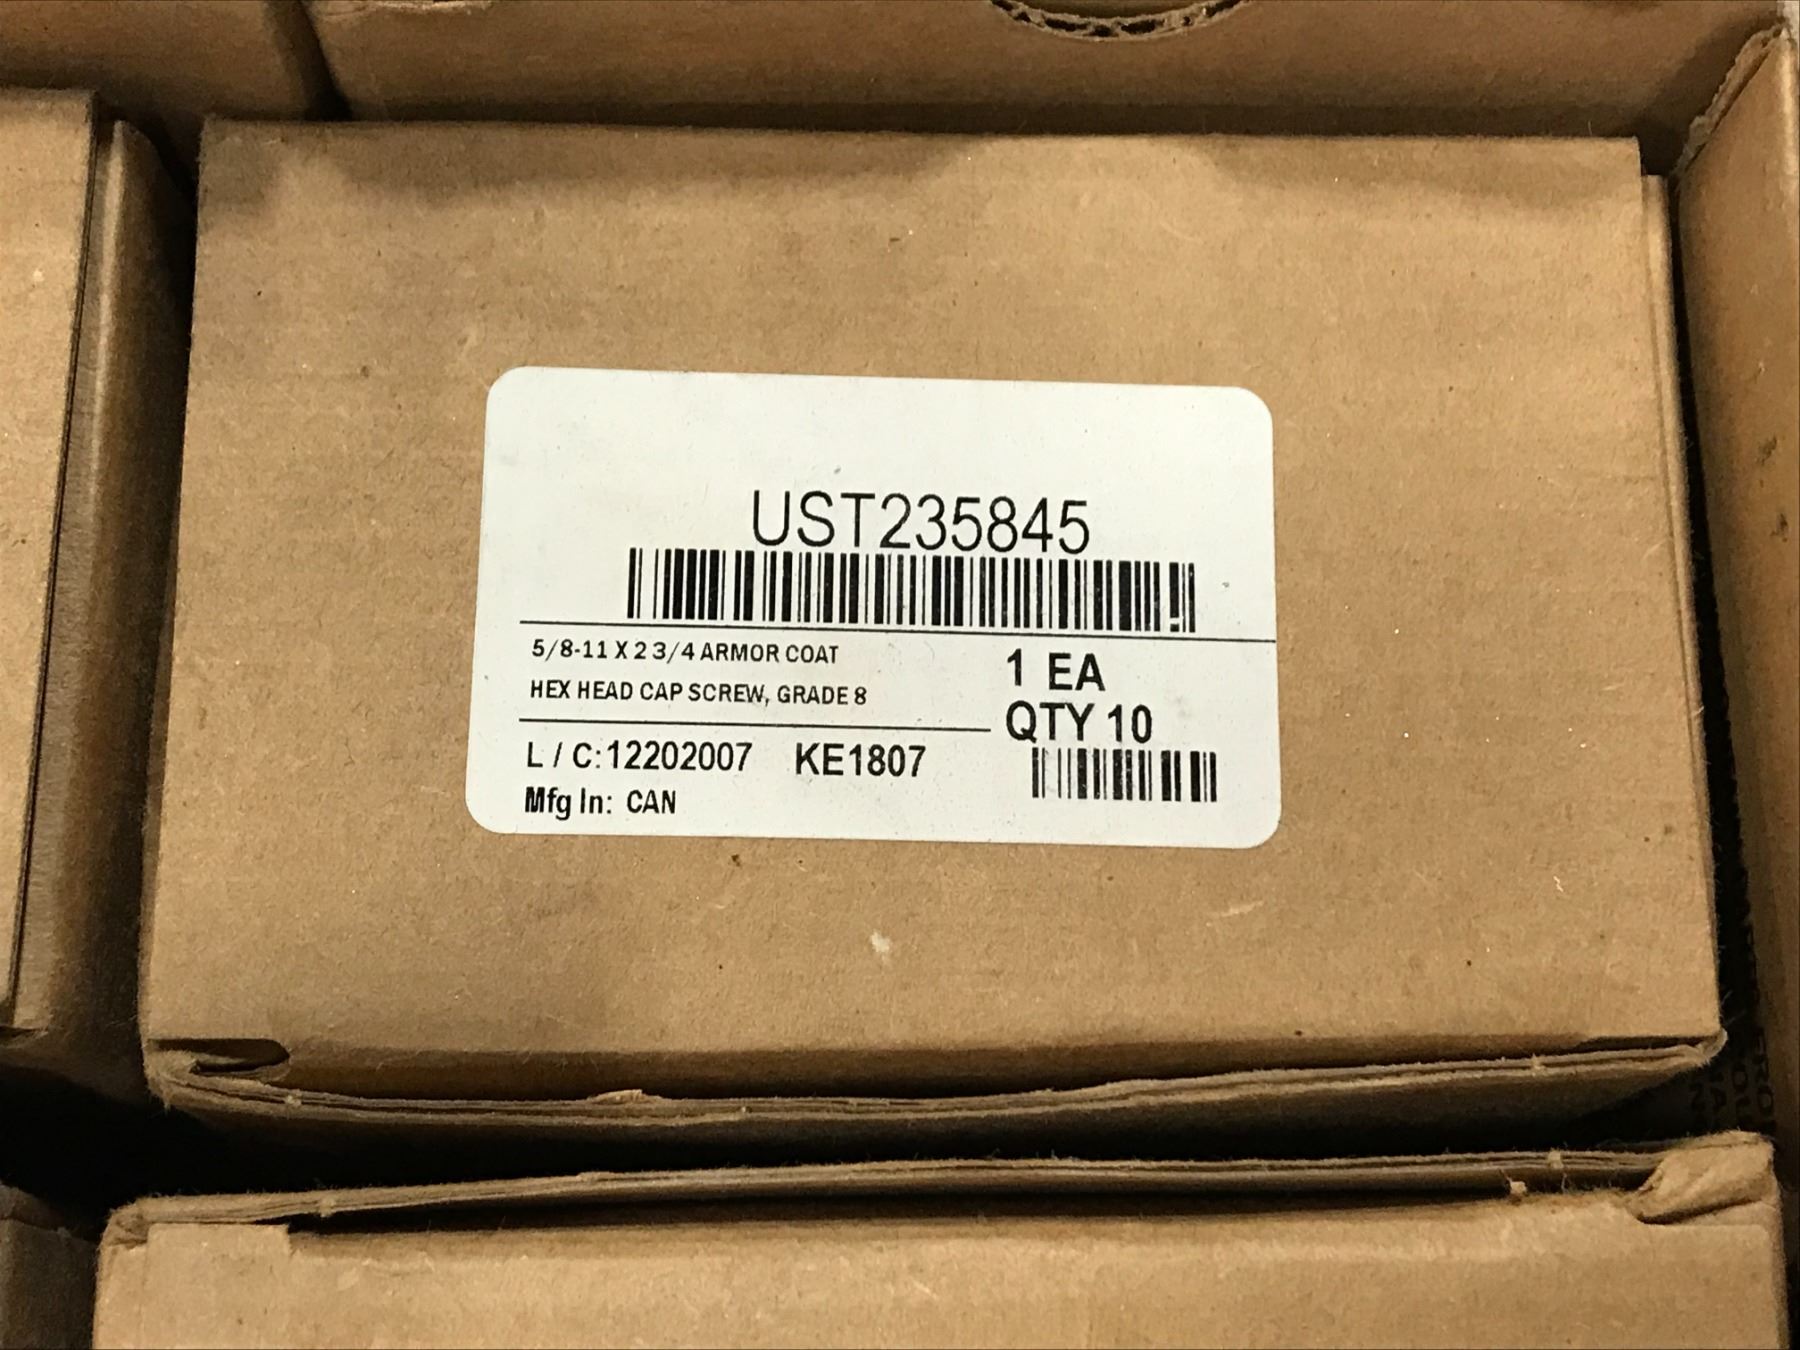 UST235845
5/8-11 X 2 3/4 ARMOR COAT
HEX HEAD CAP SCREW, GRADE 8
1 EA
QTY 10
L / C:12202007 KE1807
Mfg In: CAN